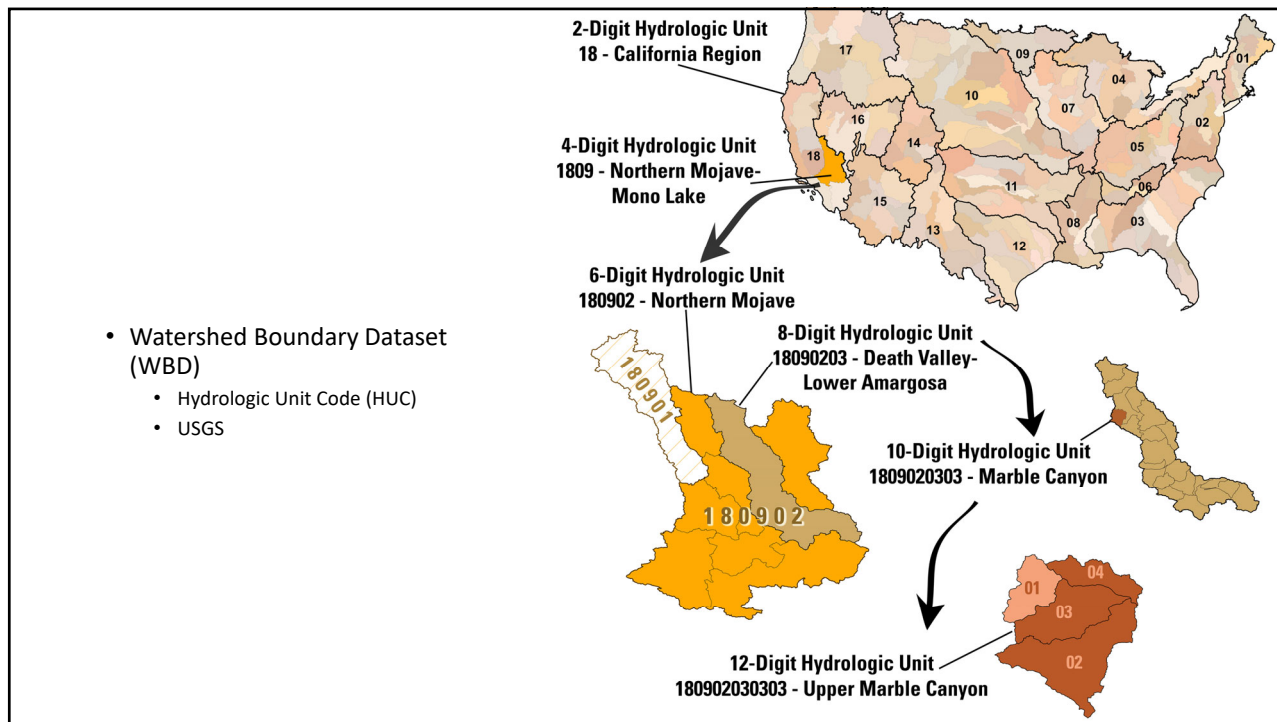 • Watershed Boundary Dataset
(WBD)
• Hydrologic Unit Code (HUC)
• USGS
2-Digit Hydrologic Unit
18 - California Region
4-Digit Hydrologic Unit
1809 - Northern Mojave-
Mono Lake
17
09
01
04
10
07
02
16
18
14
05
11
06
15
08
03
13
12
6-Digit Hydrologic Unit
180902 - Northern Mojave
8-Digit Hydrologic Unit
18090203 - Death Valley-
Lower Amargosa
180901
180902
10-Digit Hydrologic Unit
1809020303 - Marble Canyon
04
01
03
02
12-Digit Hydrologic Unit
180902030303 - Upper Marble Canyon